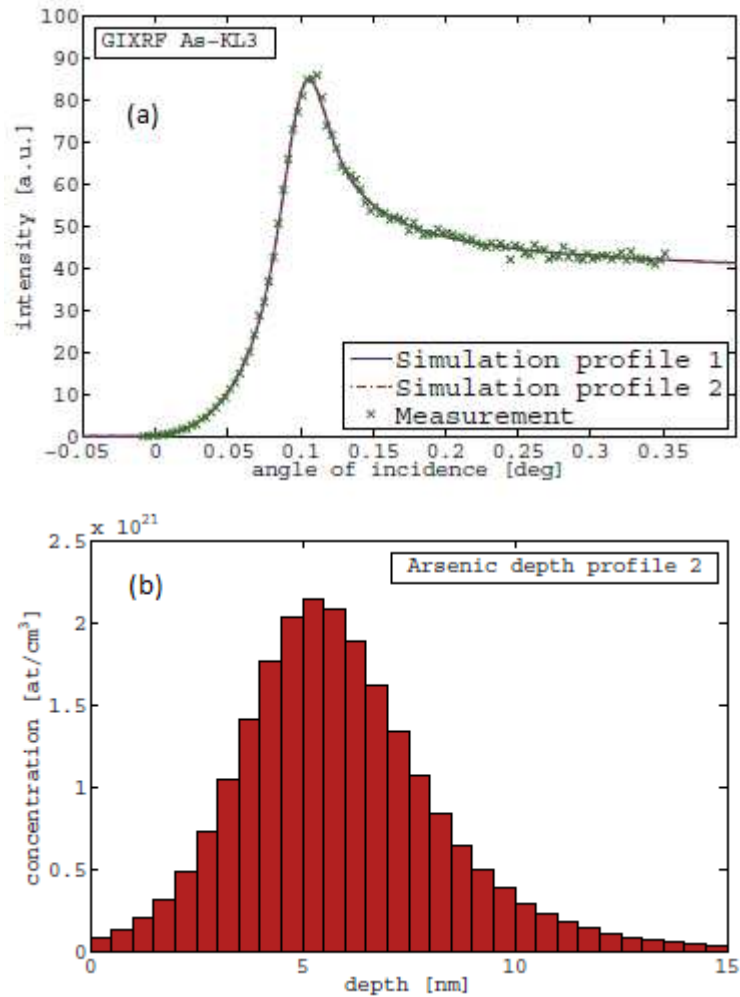 100
GIXRF As-KL3
90
80
(a)
70
60
50
40
30
20
10
0
intensity [a.u.]
Simulation profile 1
Simulation profile 2
Measurement
-0.05 0 0.05 0.1 0.15 0.2 0.25 0.3 0.35
angle of incidence [deg]
x 10^21
2.5
(b)
Arsenic depth profile 2
2
1.5
1
0.5
0
concentration [at/cm^3]
0 5 10 15
depth [nm]